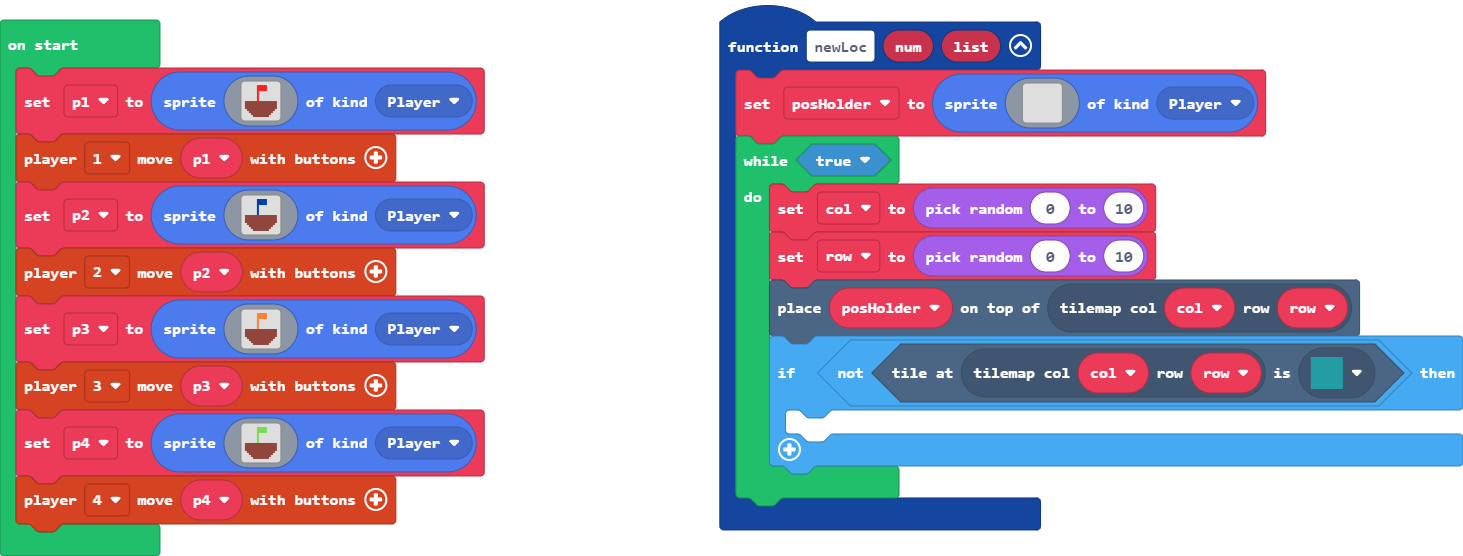 on start
set p1 to sprite of kind Player
player 1 move p1 with buttons
set p2 to sprite of kind Player
player 2 move p2 with buttons
set p3 to sprite of kind Player
player 3 move p3 with buttons
set p4 to sprite of kind Player
player 4 move p4 with buttons
function newLoc num list
set posHolder to sprite of kind Player
while true
do
set col to pick random 0 to 10
set row to pick random 0 to 10
place posHolder on top of tilemap col col row row
if not tile at tilemap col col row row is then